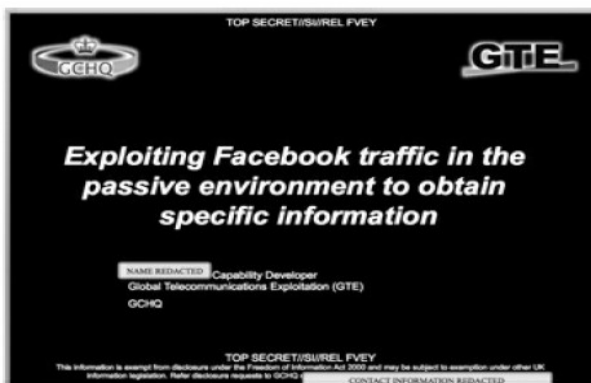 TOP SECRET//SI//REL FVEY
GCHQ
GTE
Exploiting Facebook traffic in the
passive environment to obtain
specific information
NAME REDACTED Capability Developer
Global Telecommunications Exploitation (GTE)
GCHQ
TOP SECRET//SI//REL FVEY
This information is exempt from disclosure under the Freedom of Information Act 2000 and may be subject to exemption under other UK
information legislation. Refer disclosure requests to GCHQ
CONTACT INFORMATION REDACTED